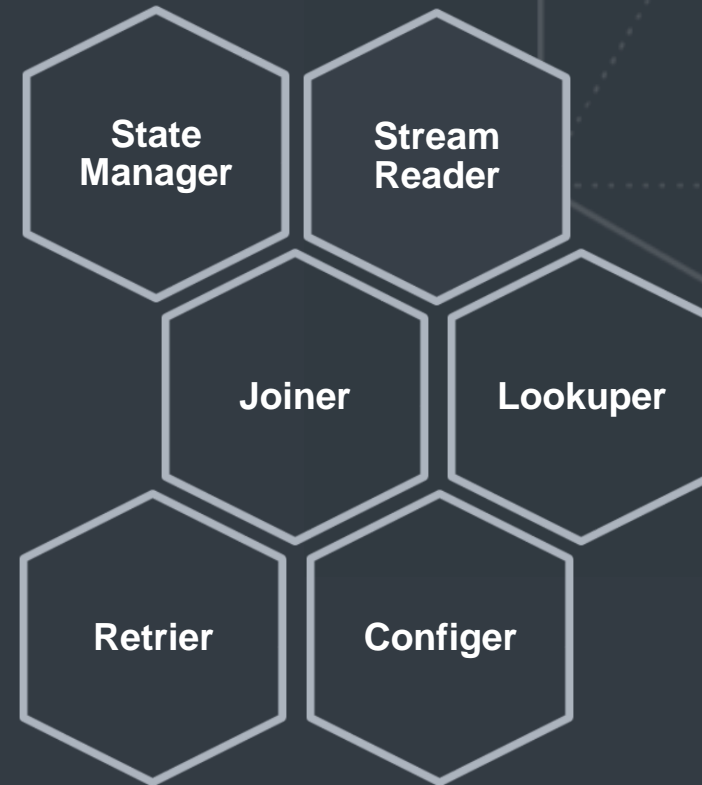 State
Manager
Stream
Reader
Joiner
Lookuper
Retrier
Configer